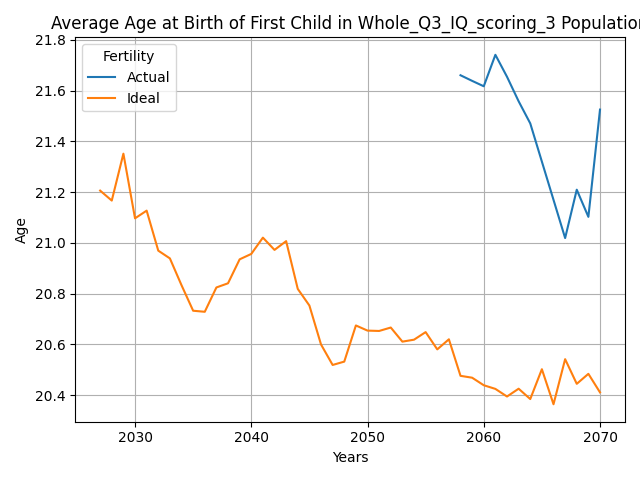 Average Age at Birth of First Child in Whole_Q3_IQ_scoring_3 Population
Fertility
Actual
Ideal
21.8
21.6
21.4
21.2
21.0
20.8
20.6
20.4
Age
2030 2040 2050 2060 2070
Years